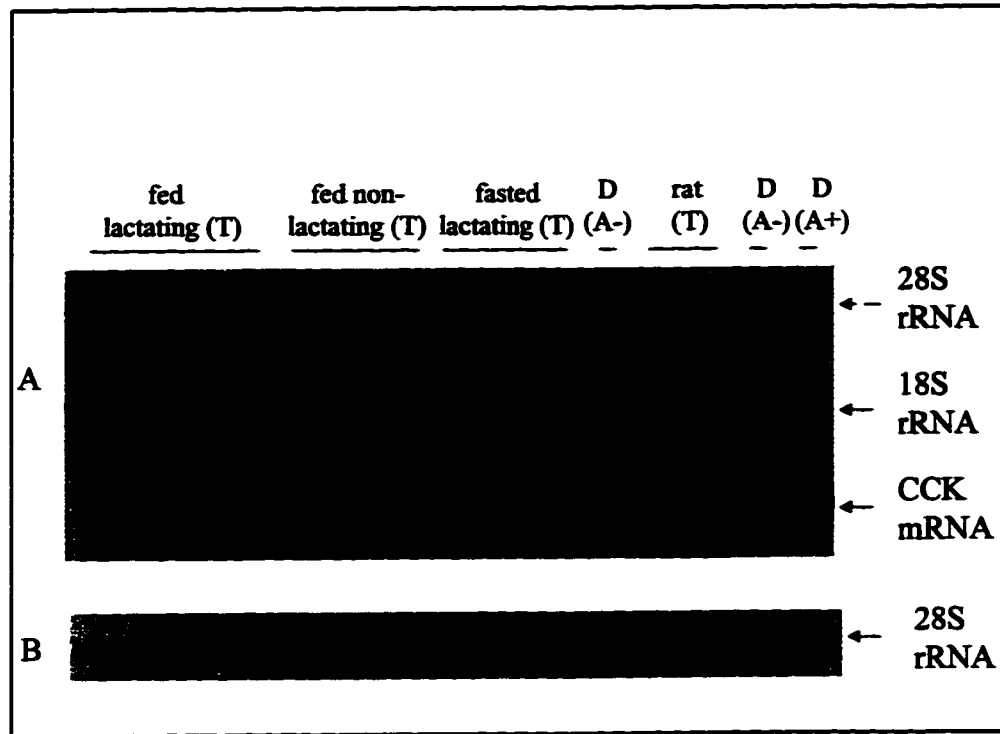 fed
lactating (T)
fed non-
lactating (T)
fasted
lactating (T)
D
(A-)
rat
(T)
D
(A-)
D
(A+)
A
28S
rRNA
18S
rRNA
CCK
mRNA
B
28S
rRNA